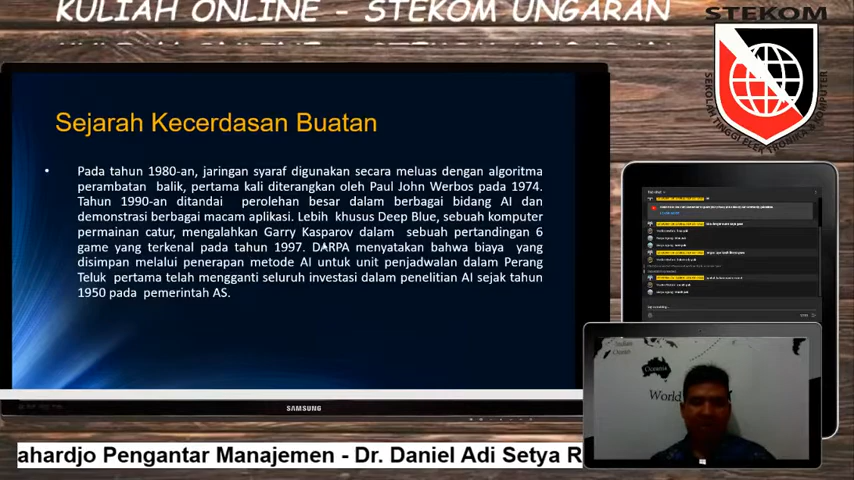 KULIAH ONLINE - STEKOM UNGARAN
STEKOM
SEKOLAH TINGGI ELEKTRONIKA & KOMPUTER
Sejarah Kecerdasan Buatan
• Pada tahun 1980-an, jaringan syaraf digunakan secara meluas dengan algoritma
perambatan balik, pertama kali diterangkan oleh Paul John Werbos pada 1974.
Tahun 1990-an ditandai perolehan besar dalam berbagai bidang AI dan
demonstrasi berbagai macam aplikasi. Lebih khusus Deep Blue, sebuah komputer
permainan catur, mengalahkan Garry Kasparov dalam sebuah pertandingan 6
game yang terkenal pada tahun 1997. DARPA menyatakan bahwa biaya yang
disimpan melalui penerapan metode AI untuk unit penjadwalan dalam Perang
Teluk pertama telah mengganti seluruh investasi dalam penelitian AI sejak tahun
1950 pada pemerintah AS.
SAMSUNG
Indian
Ocean
Oceania
World
ahardjo Pengantar Manajemen - Dr. Daniel Adi Setya R